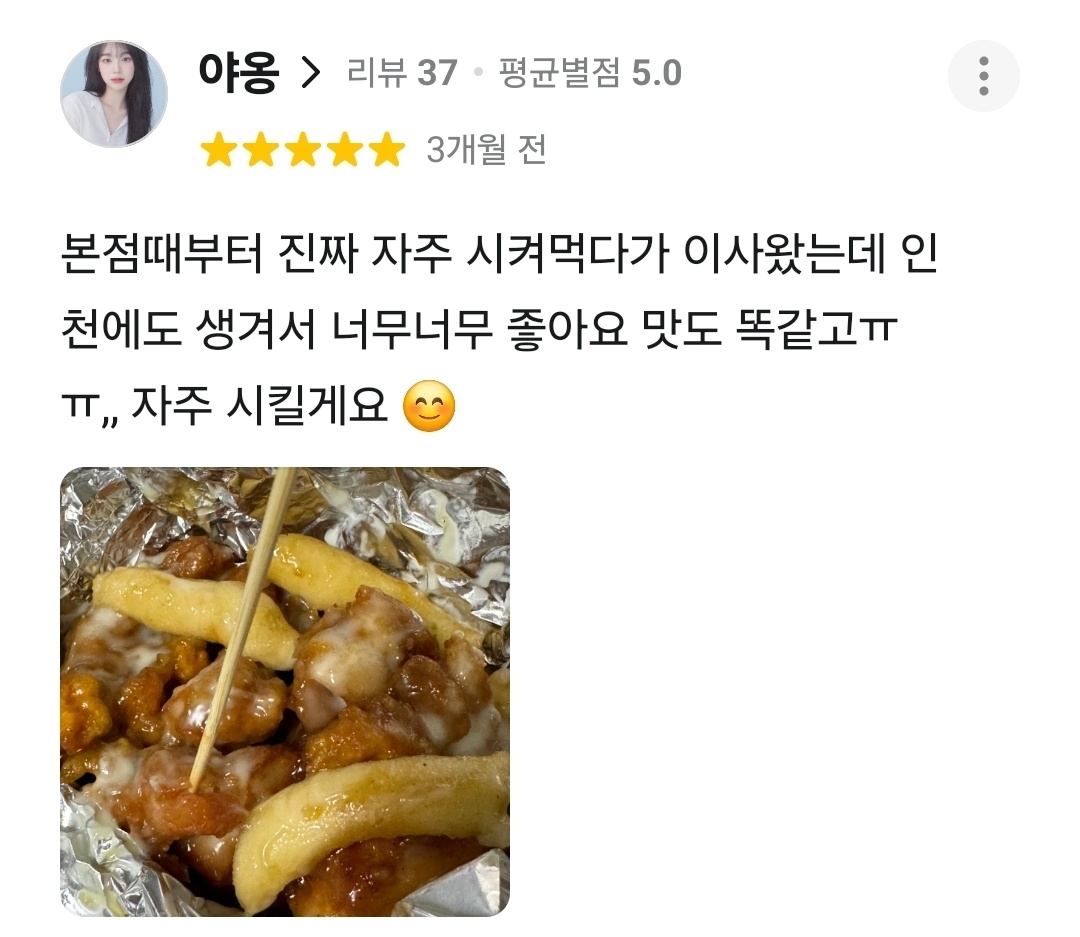 야옹 > 리뷰 37 • 평균별점 5.0
★★★★★ 3개월 전
본점때부터 진짜 자주 시켜먹다가 이사왔는데 인
천에도 생겨서 너무너무 좋아요 맛도 똑같고ㅠ
ㅠ,, 자주 시킬게요 😊